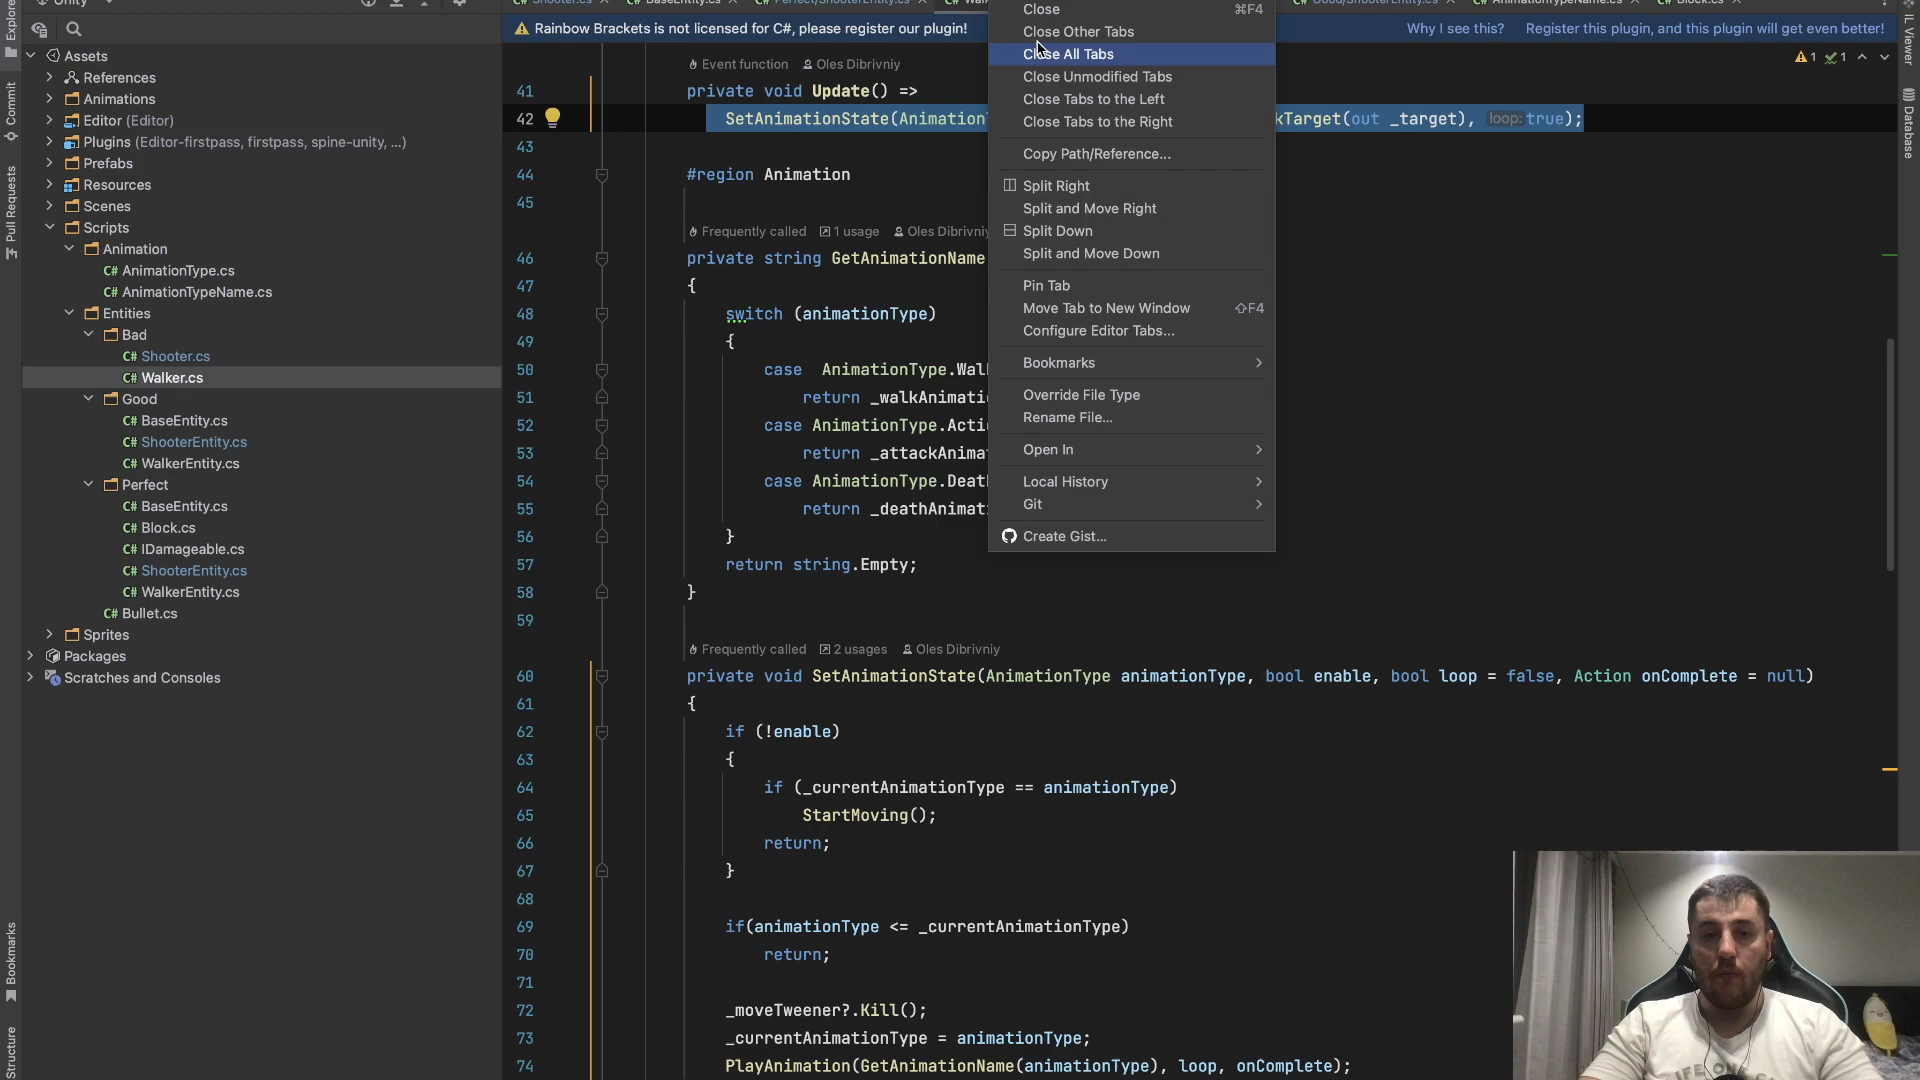 Explorer
Commit
Pull Requests
Bookmarks
Structure
Unity
Assets
References
Animations
Editor (Editor)
Plugins (Editor-firstpass, firstpass, spine-unity, ...)
Prefabs
Resources
Scenes
Scripts
Animation
C# AnimationType.cs
C# AnimationTypeName.cs
Entities
Bad
C# Shooter.cs
C# Walker.cs
Good
C# BaseEntity.cs
C# ShooterEntity.cs
C# WalkerEntity.cs
Perfect
C# BaseEntity.cs
C# Block.cs
C# IDamageable.cs
C# ShooterEntity.cs
C# WalkerEntity.cs
C# Bullet.cs
Sprites
Packages
Scratches and Consoles
Rainbow Brackets is not licensed for C#, please register our plugin!
Why I see this? Register this plugin, and this plugin will get even better!
1 1
Event function Oles Dibrivniy
41 private void Update() =>
42 SetAnimationState(Animation kTarget(out _target), loop: true);
43
44 #region Animation
45
Frequently called 1 usage Oles Dibrivniy
46 private string GetAnimationName
47 {
48 switch (animationType)
49 {
50 case AnimationType.Wal
51 return _walkAnimati
52 case AnimationType.Acti
53 return _attackAnima
54 case AnimationType.Deat
55 return _deathAnimat
56 }
57 return string.Empty;
58 }
59
Frequently called 2 usages Oles Dibrivniy
60 private void SetAnimationState(AnimationType animationType, bool enable, bool loop = false, Action onComplete = null)
61 {
62 if (!enable)
63 {
64 if (_currentAnimationType == animationType)
65 StartMoving();
66 return;
67 }
68
69 if(animationType <= _currentAnimationType)
70 return;
71
72 _moveTweener?.Kill();
73 _currentAnimationType = animationType;
74 PlayAnimation(GetAnimationName(animationType), loop, onComplete);
Close ⌘F4
Close Other Tabs
Close All Tabs
Close Unmodified Tabs
Close Tabs to the Left
Close Tabs to the Right
Copy Path/Reference...
Split Right
Split and Move Right
Split Down
Split and Move Down
Pin Tab
Move Tab to New Window ⇧F4
Configure Editor Tabs...
Bookmarks
Override File Type
Rename File...
Open In
Local History
Git
Create Gist...
IL Viewer
Database